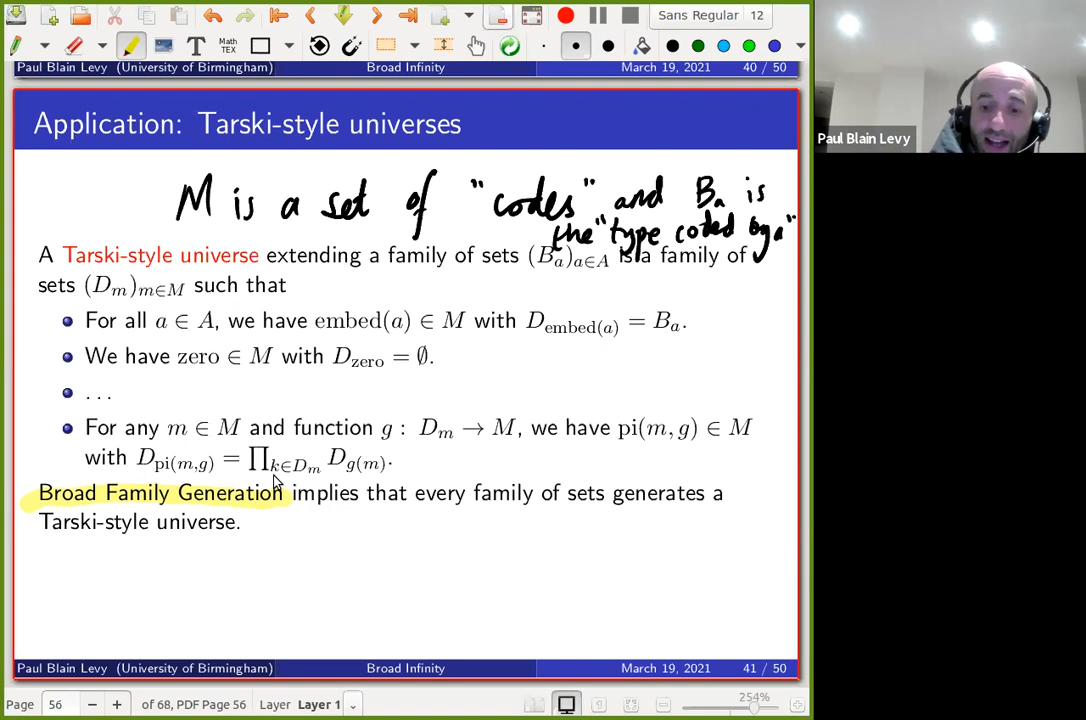 Sans Regular 12
Math
TEX
Paul Blain Levy (University of Birmingham) Broad Infinity March 19, 2021 40 / 50
Application: Tarski-style universes
Paul Blain Levy
M is a set of "codes" and Bₐ is
the "type coded by a"
A Tarski-style universe extending a family of sets (Bₐ)ₐ∈A is a family of
sets (Dₘ)ₘ∈M such that
For all a ∈ A, we have embed(a) ∈ M with D_embed(a) = Bₐ.
We have zero ∈ M with D_zero = ∅.
...
For any m ∈ M and function g : Dₘ → M, we have pi(m, g) ∈ M
with D_pi(m,g) = ∏_k∈Dₘ D_g(m).
Broad Family Generation implies that every family of sets generates a
Tarski-style universe.
Paul Blain Levy (University of Birmingham) Broad Infinity March 19, 2021 41 / 50
Page 56 of 68, PDF Page 56 Layer Layer 1 254%